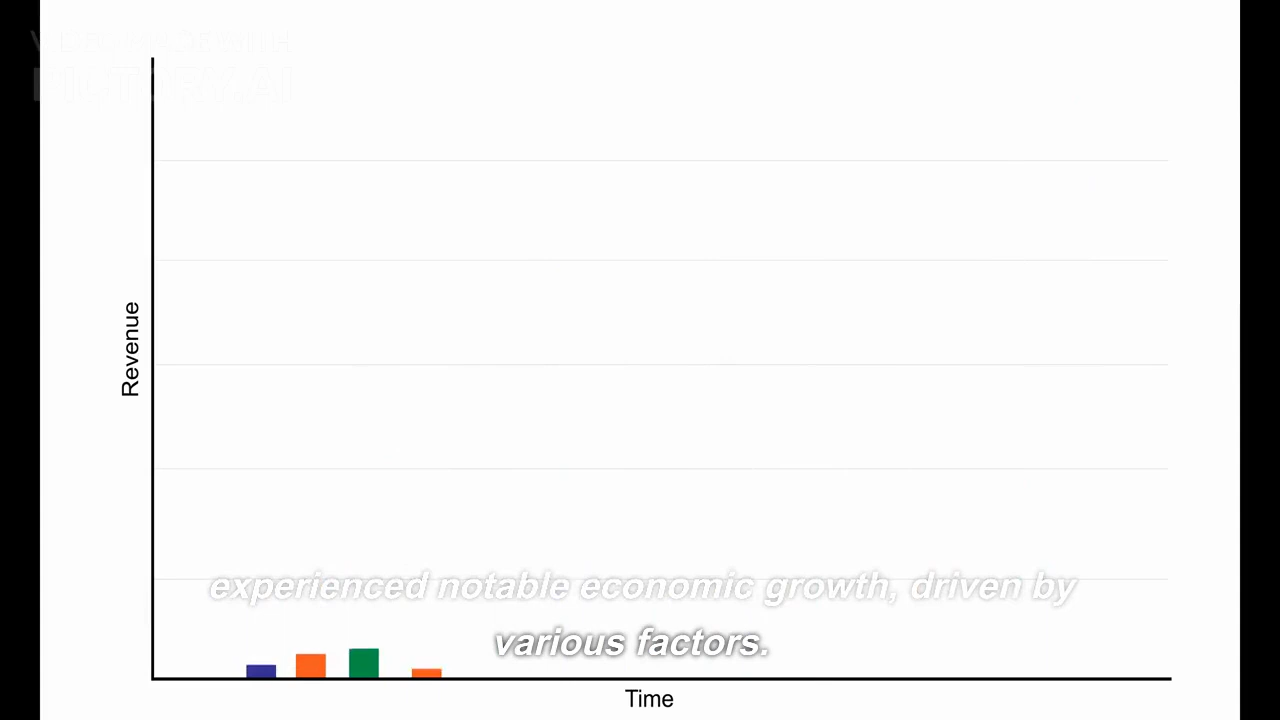 Revenue
experienced notable economic growth, driven by
various factors.
Time